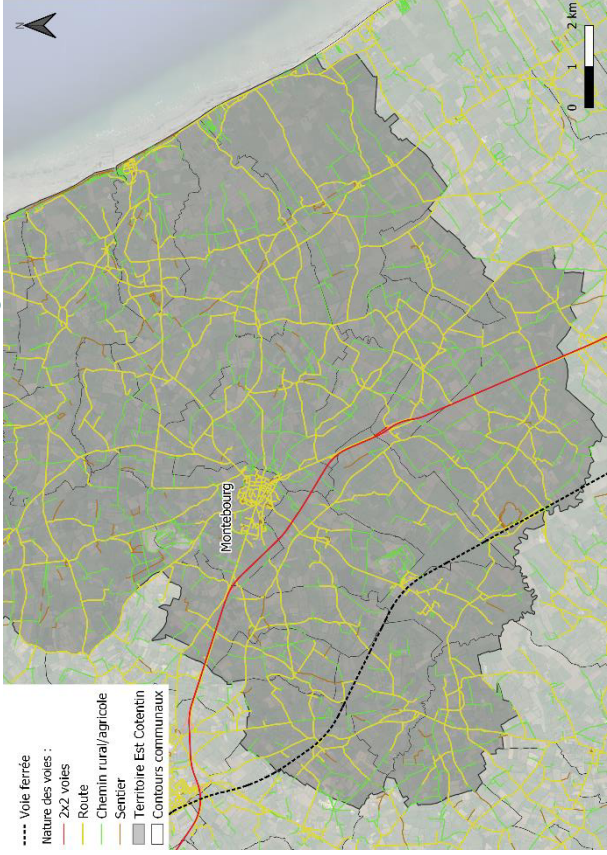 N
Montebourg
Voie ferrée
Nature des voies :
2x2 voies
Route
Chemin rural/agricole
Sentier
Territoire Est Cotentin
Contours communaux
0 1 2 km